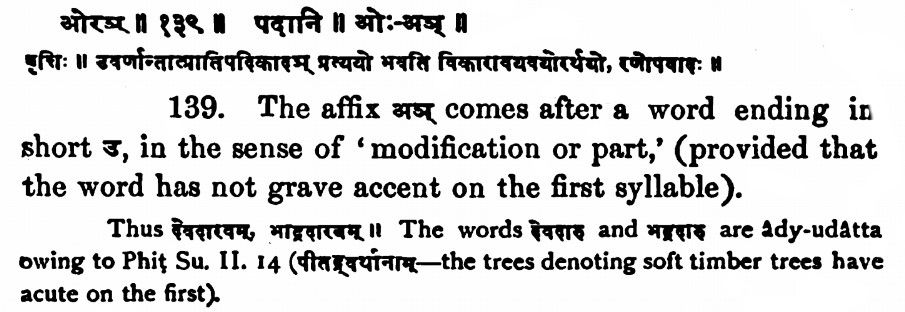 ओरञ् ॥ १३९ ॥ पदानि ॥ ओः-अञ् ॥
वृत्तिः ॥ उवर्णान्तात्प्रातिपदिकादञ् प्रत्ययो भवति विकारावयवयोरर्थयो, रणोपवादः ॥
139. The affix अञ् comes after a word ending in
short उ, in the sense of ‘modification or part,’ (provided that
the word has not grave accent on the first syllable).
Thus दैवदारवम्, भाद्रदारवम् ॥ The words देवदारु and भद्रदारु are âdy-udâtta
owing to Phiṭ Su. II. 14 (पीतद्र्वर्थानाम्—the trees denoting soft timber trees have
acute on the first).